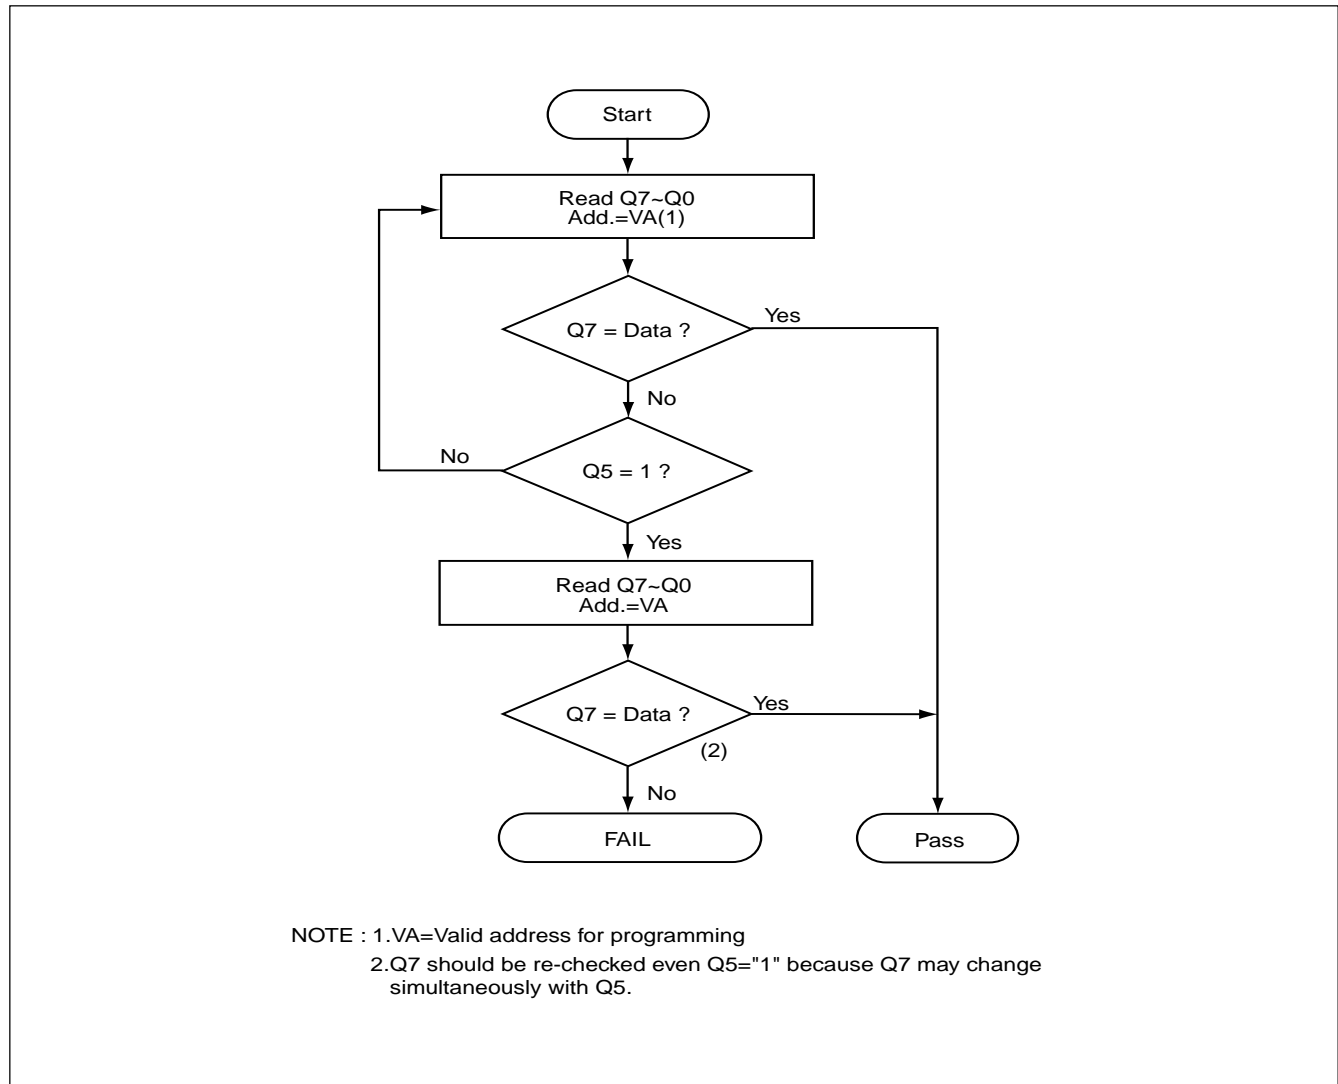 Start
Read Q7~Q0
Add.=VA(1)
Q7 = Data ?
Yes
No
No
Q5 = 1 ?
Yes
Read Q7~Q0
Add.=VA
Q7 = Data ?
Yes
(2)
No
FAIL
Pass
NOTE : 1.VA=Valid address for programming
2.Q7 should be re-checked even Q5="1" because Q7 may change
simultaneously with Q5.